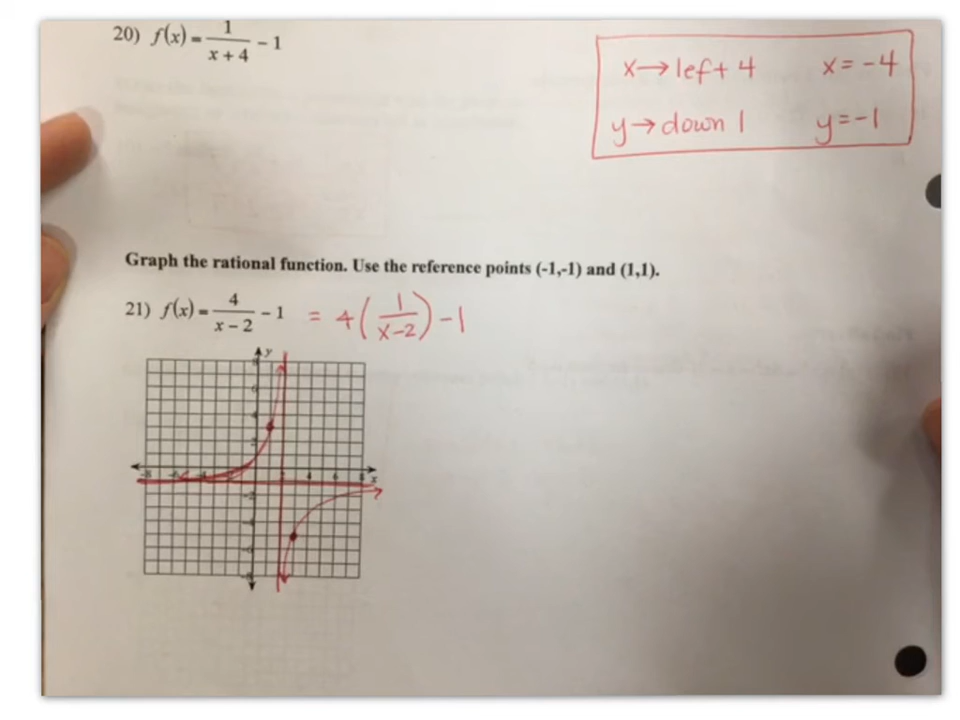 20) f(x) = 1/(x + 4) − 1
x → left 4 x = −4
y → down 1 y = −1
Graph the rational function. Use the reference points (-1,-1) and (1,1).
21) f(x) = 4/(x − 2) − 1 = 4(1/(x−2)) − 1
y
x